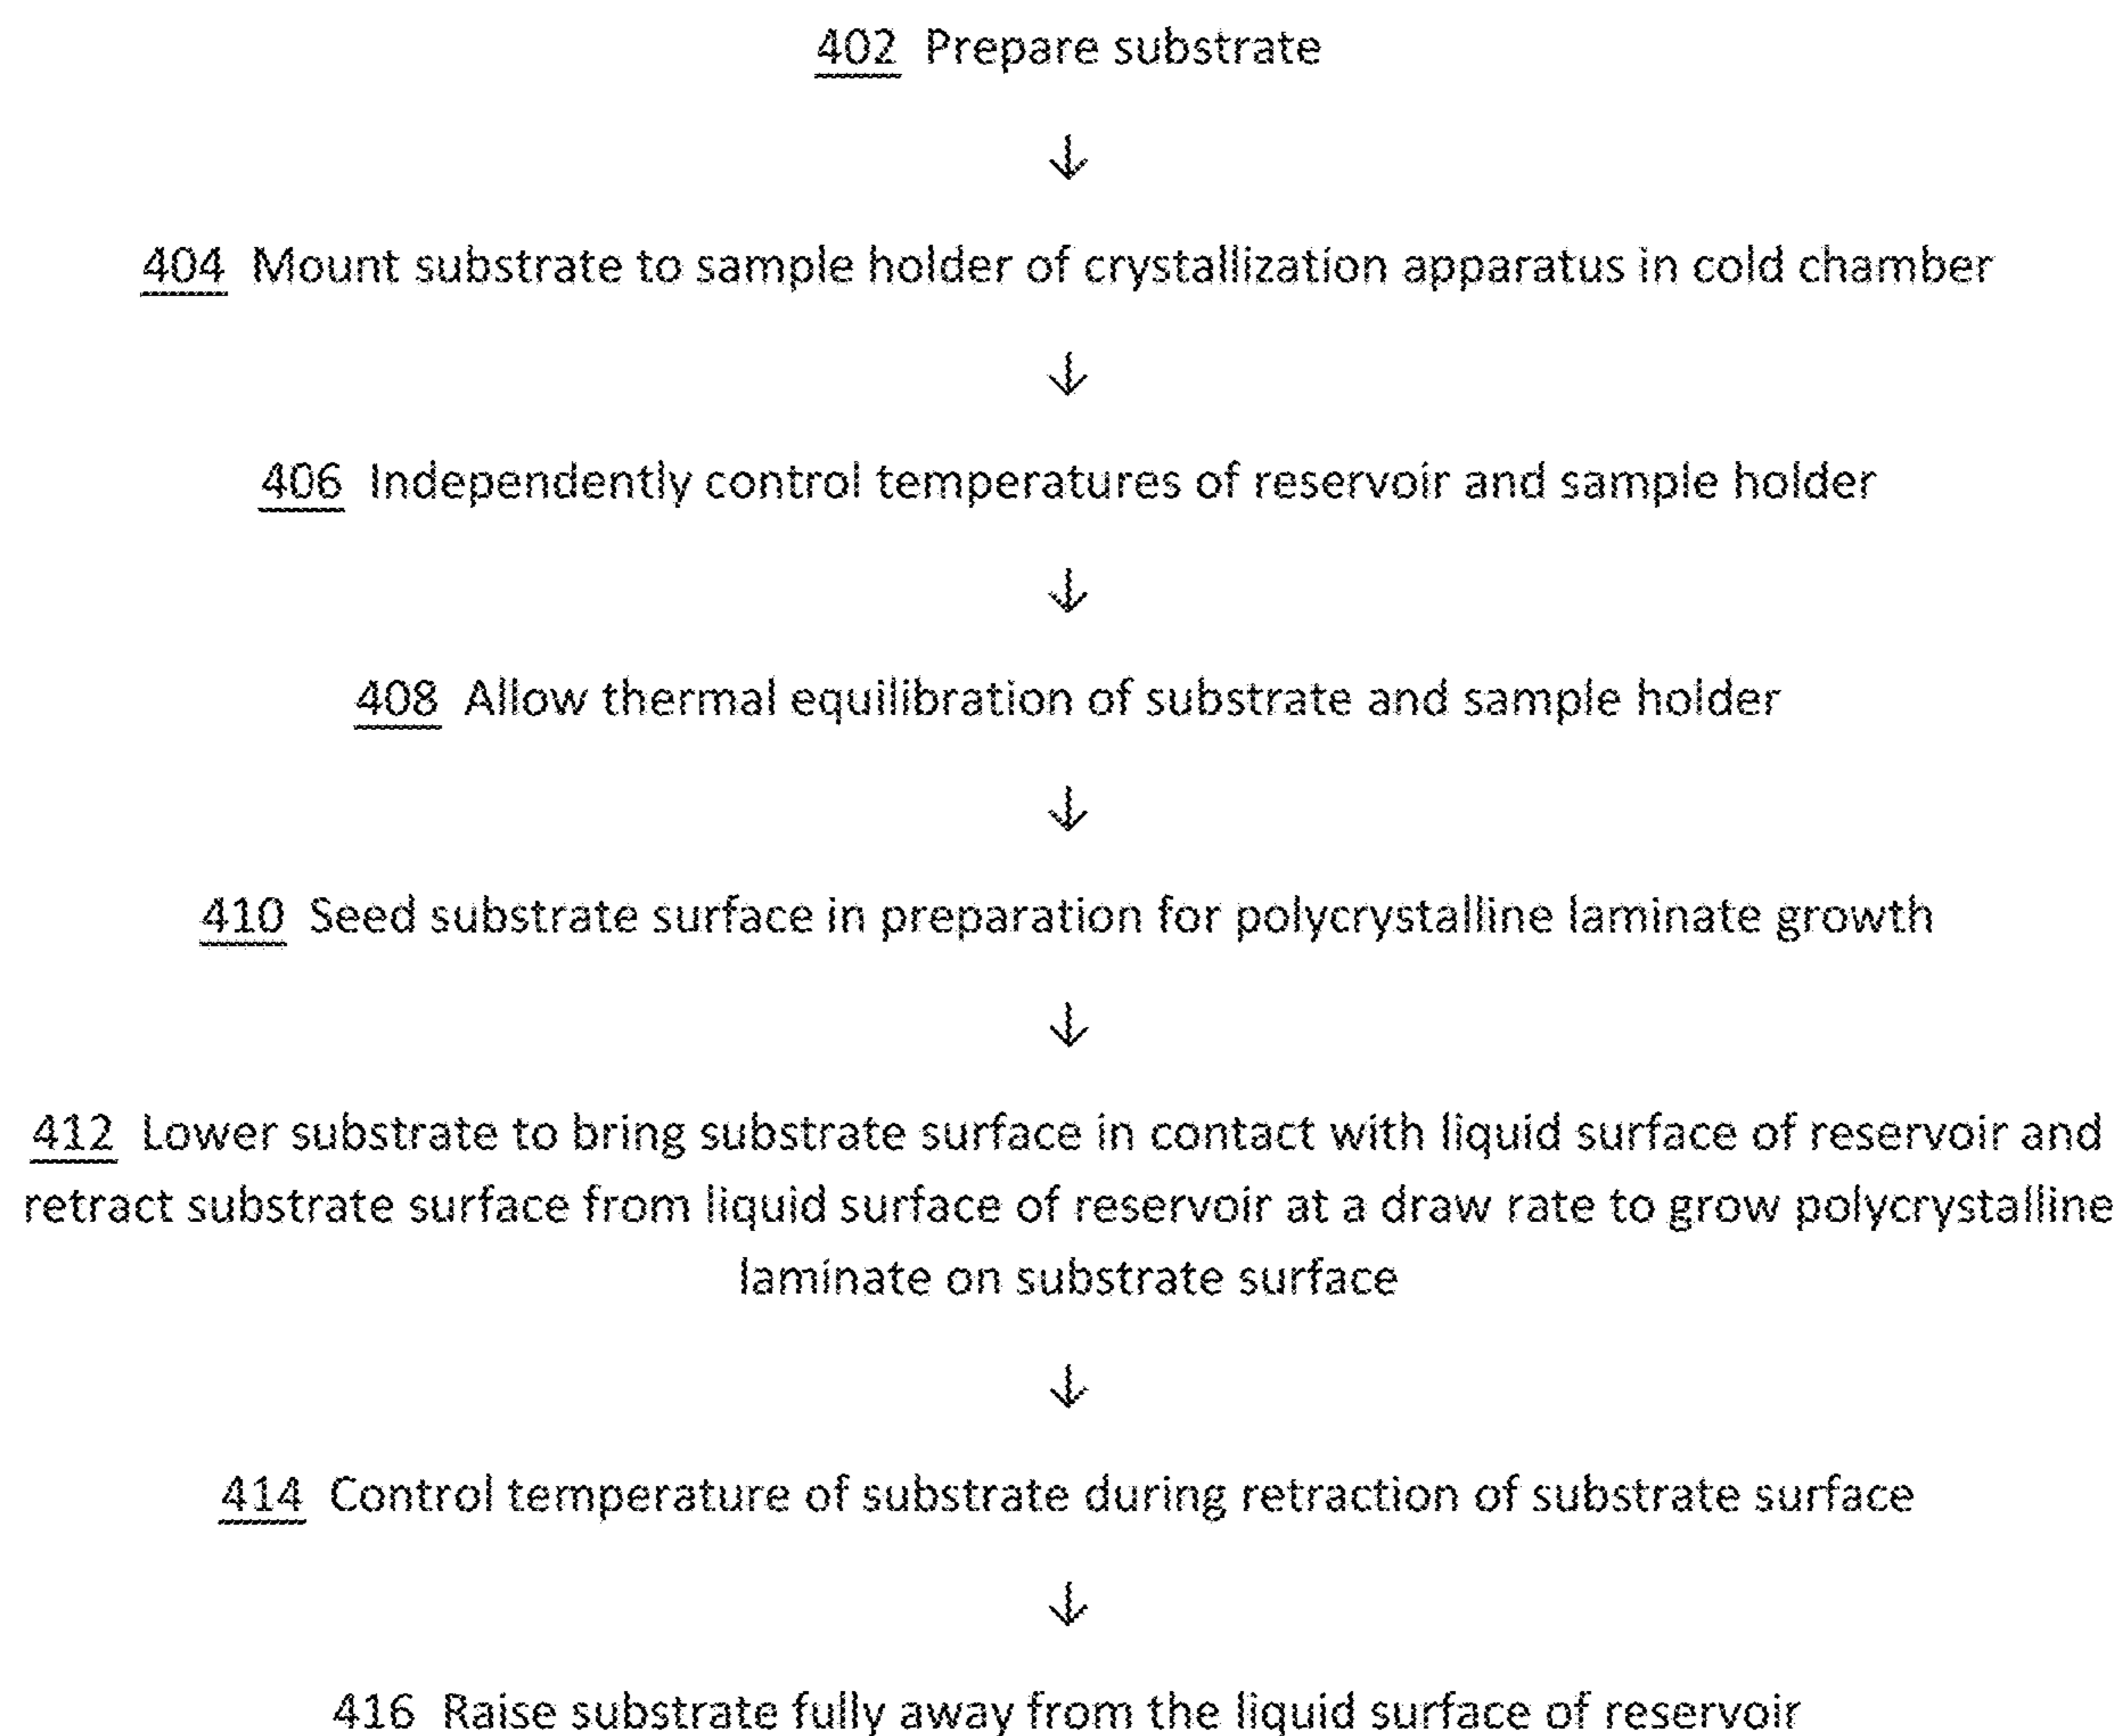 402 Prepare substrate
↓
404 Mount substrate to sample holder of crystallization apparatus in cold chamber
↓
406 Independently control temperatures of reservoir and sample holder
↓
408 Allow thermal equilibration of substrate and sample holder
↓
410 Seed substrate surface in preparation for polycrystalline laminate growth
↓
412 Lower substrate to bring substrate surface in contact with liquid surface of reservoir and
retract substrate surface from liquid surface of reservoir at a draw rate to grow polycrystalline
laminate on substrate surface
↓
414 Control temperature of substrate during retraction of substrate surface
↓
416 Raise substrate fully away from the liquid surface of reservoir